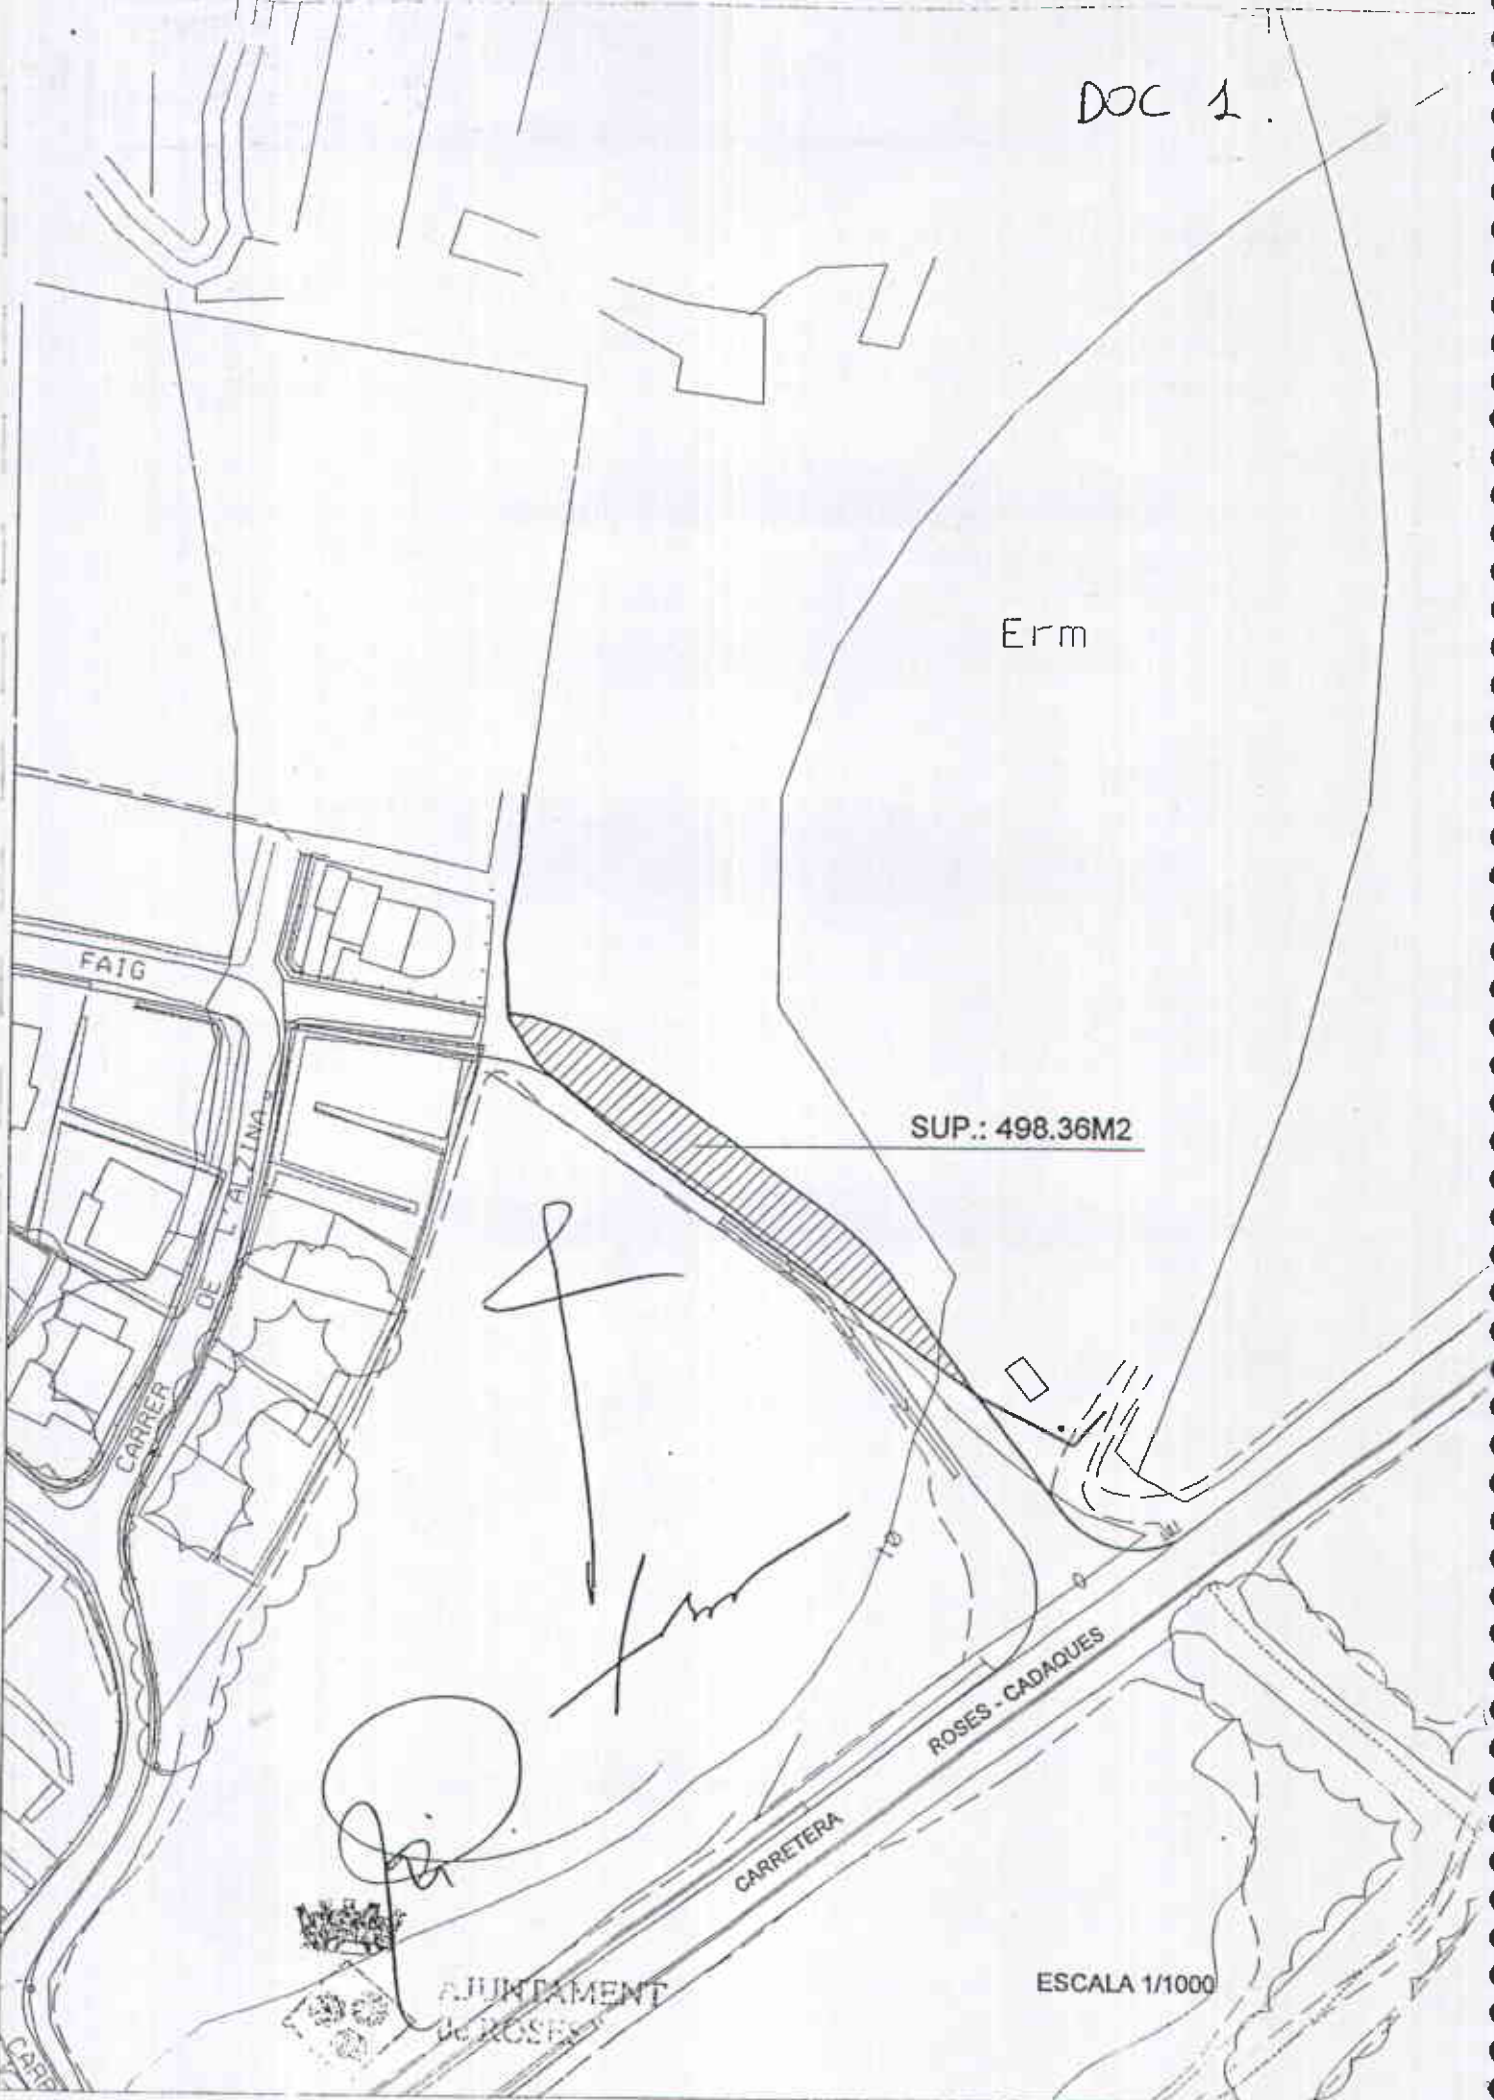 DOC 1.
Erm
FAIG
SUP.: 498.36M2
CARRER DE L'ALZINA
10
ROSES - CADAQUES
CARRETERA
ESCALA 1/1000
AJUNTAMENT
de ROSES
CARR